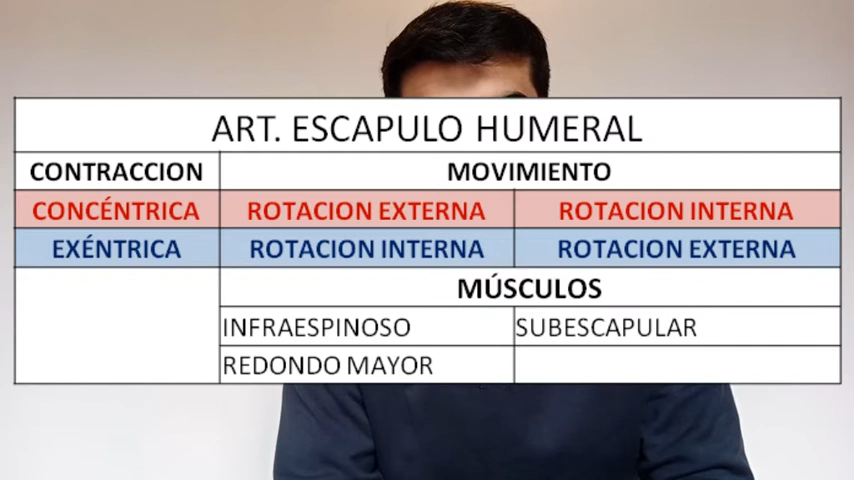 ART. ESCAPULO HUMERAL
CONTRACCION MOVIMIENTO
CONCÉNTRICA ROTACION EXTERNA ROTACION INTERNA
EXÉNTRICA ROTACION INTERNA ROTACION EXTERNA
MÚSCULOS
INFRAESPINOSO SUBESCAPULAR
REDONDO MAYOR